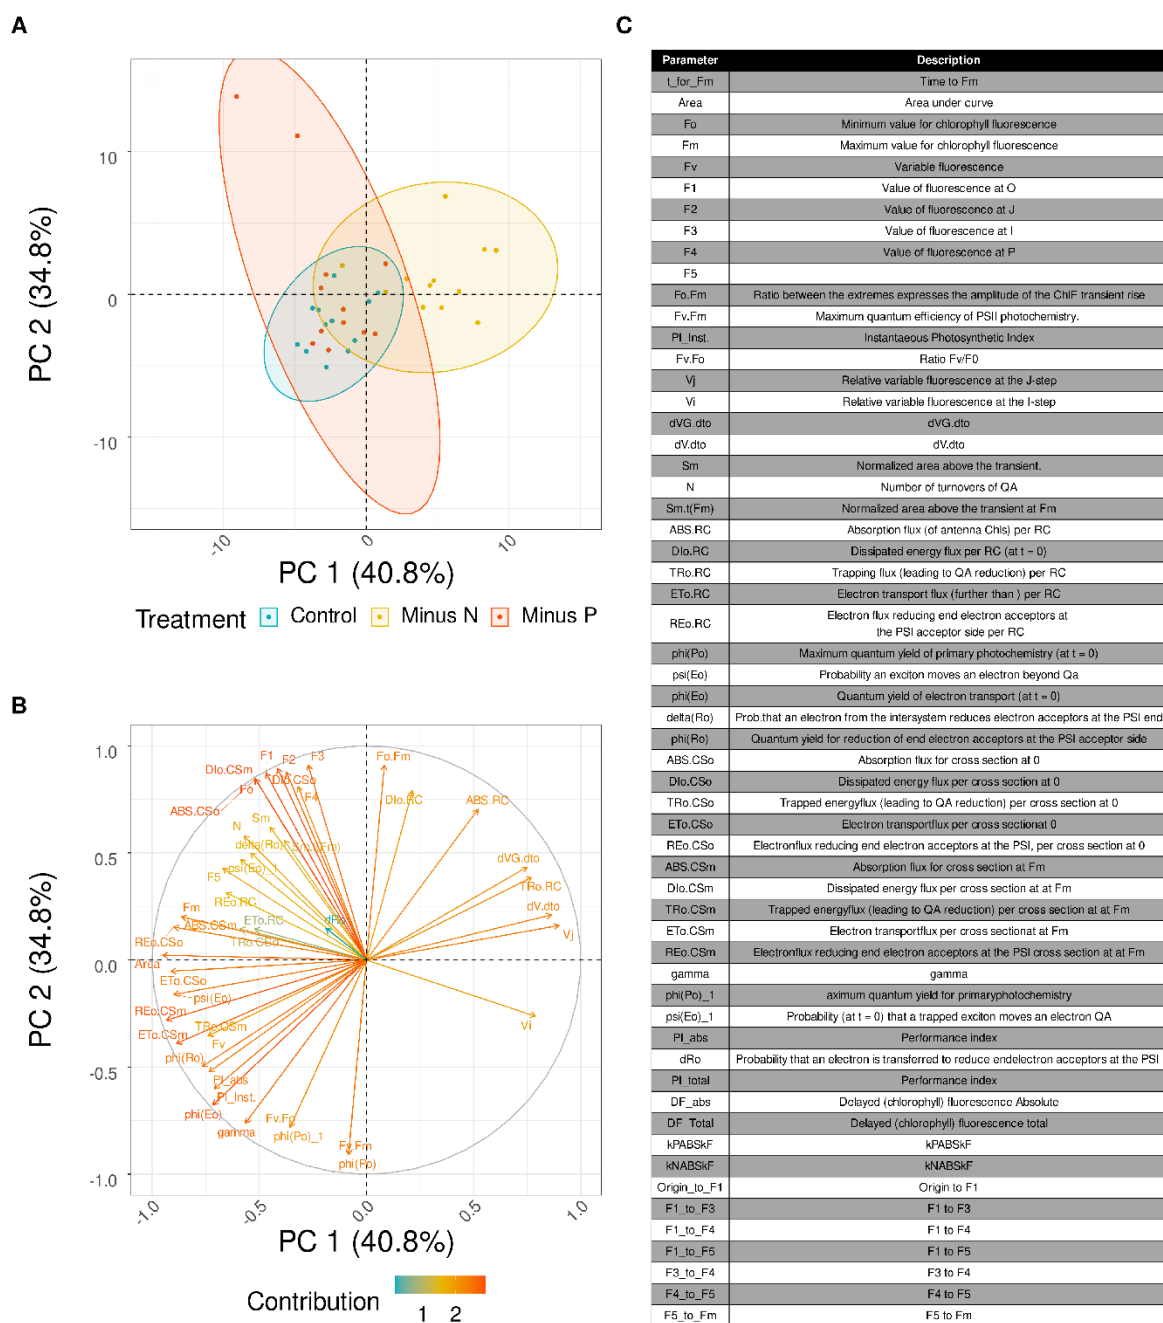 A
PC 2 (34.8%)
10
0
-10
-10
0
10
PC 1 (40.8%)
Treatment Control Minus N Minus P
B
PC 2 (34.8%)
1.0
0.5
0.0
-0.5
-1.0
F1
F2
F3
Fo.Fm
DIo.CSm
DIo.CSo
Fo
F4
DIo.RC
ABS.RC
ABS.CSo
Sm
N
delta(Ro)
psi(Eo)_1
F5
dVG.dto
TRo.RC
REo.RC
Fm
dV.dto
ABS.CSm
ETo.RC
dRo
Vj
REo.CSo
TRo.CSo
Area
ETo.CSo
psi(Eo)
REo.CSm
TRo.CSm
Vi
ETo.CSm
Fv
phi(Ro)
PI_abs
PI_Inst.
phi(Eo)
Fv.Fo
gamma
phi(Po)_1
Fv.Fm
phi(Po)
-1.0
-0.5
0.0
0.5
1.0
PC 1 (40.8%)
Contribution
1 2
C
Parameter Description
t_for_Fm Time to Fm
Area Area under curve
Fo Minimum value for chlorophyll fluorescence
Fm Maximum value for chlorophyll fluorescence
Fv Variable fluorescence
F1 Value of fluorescence at O
F2 Value of fluorescence at J
F3 Value of fluorescence at I
F4 Value of fluorescence at P
F5
Fo.Fm Ratio between the extremes expresses the amplitude of the ChlF transient rise
Fv.Fm Maximum quantum efficiency of PSII photochemistry.
PI_Inst. Instantaeous Photosynthetic Index
Fv.Fo Ratio Fv/F0
Vj Relative variable fluorescence at the J-step
Vi Relative variable fluorescence at the I-step
dVG.dto dVG.dto
dV.dto dV.dto
Sm Normalized area above the transient.
N Number of turnovers of QA
Sm.t(Fm) Normalized area above the transient at Fm
ABS.RC Absorption flux (of antenna Chls) per RC
DIo.RC Dissipated energy flux per RC (at t = 0)
TRo.RC Trapping flux (leading to QA reduction) per RC
ETo.RC Electron transport flux (further than ) per RC
REo.RC Electron flux reducing end electron acceptors at
the PSI acceptor side per RC
phi(Po) Maximum quantum yield of primary photochemistry (at t = 0)
psi(Eo) Probability an exciton moves an electron beyond Qa
phi(Eo) Quantum yield of electron transport (at t = 0)
delta(Ro) Prob.that an electron from the intersystem reduces electron acceptors at the PSI end
phi(Ro) Quantum yield for reduction of end electron acceptors at the PSI acceptor side
ABS.CSo Absorption flux for cross section at 0
DIo.CSo Dissipated energy flux per cross section at 0
TRo.CSo Trapped energyflux (leading to QA reduction) per cross section at 0
ETo.CSo Electron transportflux per cross sectionat 0
REo.CSo Electronflux reducing end electron acceptors at the PSI, per cross section at 0
ABS.CSm Absorption flux for cross section at Fm
DIo.CSm Dissipated energy flux per cross section at at Fm
TRo.CSm Trapped energyflux (leading to QA reduction) per cross section at at Fm
ETo.CSm Electron transportflux per cross sectionat at Fm
REo.CSm Electronflux reducing end electron acceptors at the PSI cross section at at Fm
gamma gamma
phi(Po)_1 aximum quantum yield for primaryphotochemistry
psi(Eo)_1 Probability (at t = 0) that a trapped exciton moves an electron QA
PI_abs Performance index
dRo Probability that an electron is transferred to reduce endelectron acceptors at the PSI
PI_total Performance index
DF_abs Delayed (chlorophyll) fluorescence Absolute
DF_Total Delayed (chlorophyll) fluorescence total
kPABSkF kPABSkF
kNABSkF kNABSkF
Origin_to_F1 Origin to F1
F1_to_F3 F1 to F3
F1_to_F4 F1 to F4
F1_to_F5 F1 to F5
F3_to_F4 F3 to F4
F4_to_F5 F4 to F5
F5_to_Fm F5 to Fm